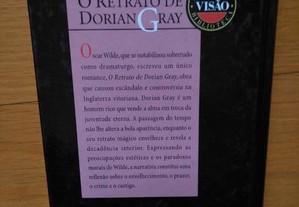 O RETRATO DE
DORIAN GRAY
VISÃO
BIBLIOTECA
Oscar Wilde, que se notabilizou sobretudo
como dramaturgo, escreveu um único
romance, O Retrato de Dorian Gray, obra
que causou escândalo e controvérsia na
Inglaterra vitoriana. Dorian Gray é um
homem rico que vende a alma em troca da
juventude eterna. A passagem do tempo
não lhe altera a bela aparência, enquanto o
seu retrato mágico envelhece e revela a
decadência interior. Expressando as
preocupações estéticas e os paradoxos
morais de Wilde, a narrativa constitui uma
reflexão sobre o envelhecimento, o prazer,
o crime e o castigo.